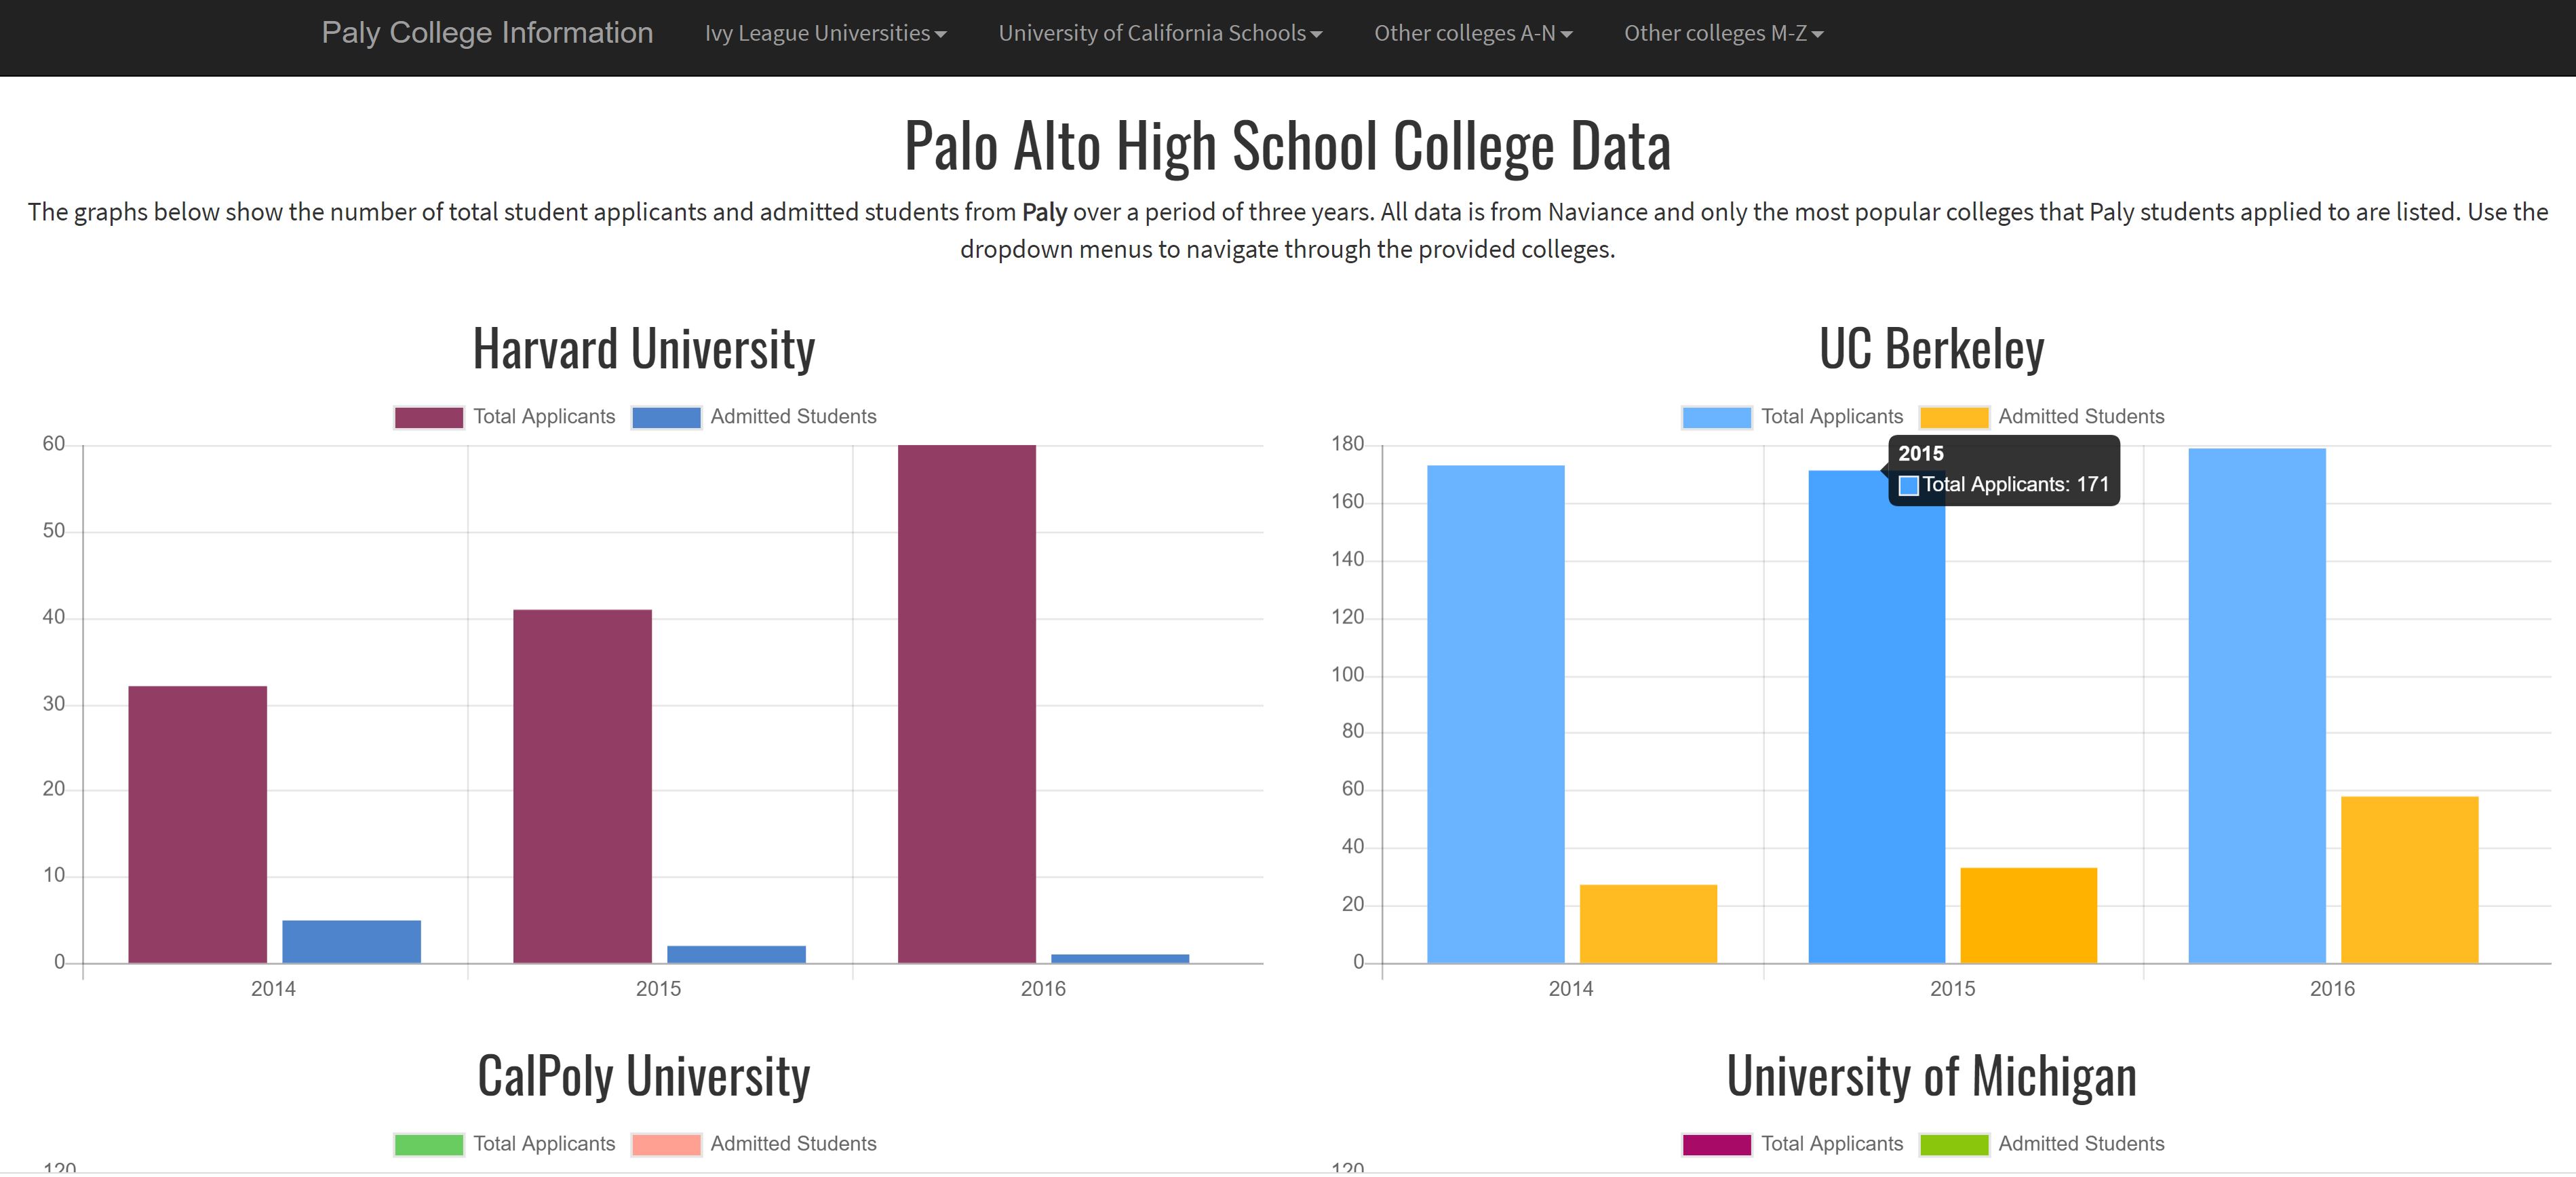 Paly College Information Ivy League Universities University of California Schools Other colleges A-N Other colleges M-Z
Palo Alto High School College Data
The graphs below show the number of total student applicants and admitted students from Paly over a period of three years. All data is from Naviance and only the most popular colleges that Paly students applied to are listed. Use the
dropdown menus to navigate through the provided colleges.
Harvard University
Total Applicants Admitted Students
60
50
40
30
20
10
0
2014 2015 2016
UC Berkeley
Total Applicants Admitted Students
180
160
140
120
100
80
60
40
20
0
2015
Total Applicants: 171
2014 2015 2016
CalPoly University
Total Applicants Admitted Students
120
University of Michigan
Total Applicants Admitted Students
120